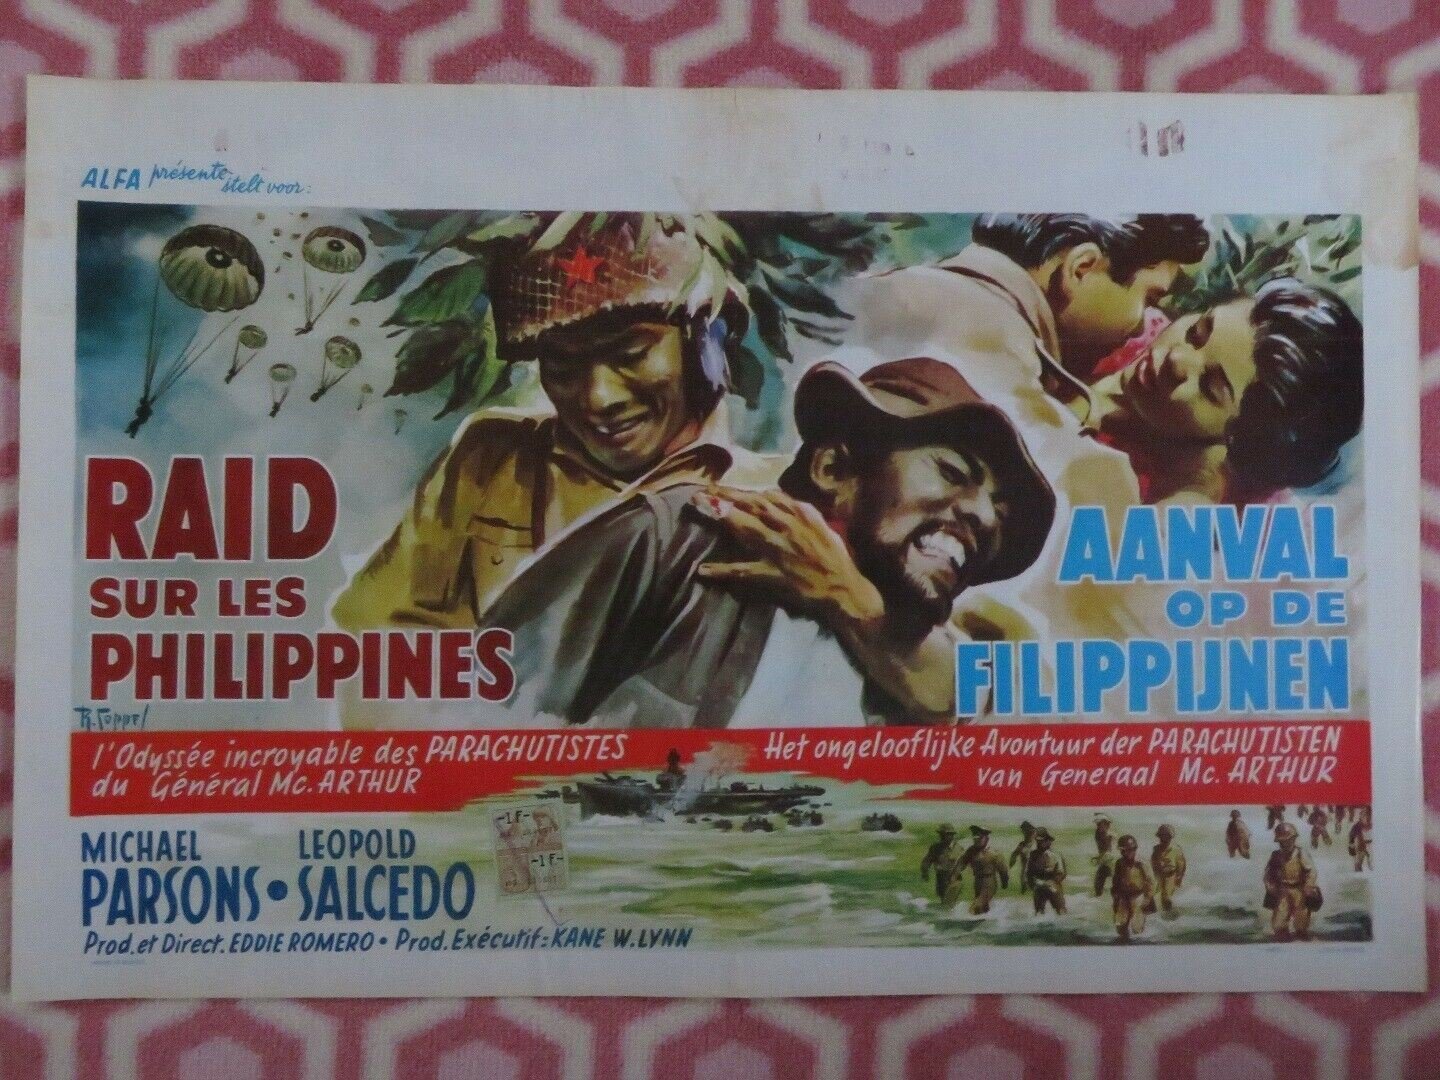 ALFA présente
stelt voor:
RAID
SUR LES
PHILIPPINES
AANVAL
OP DE
FILIPPIJNEN
l'Odyssée incroyable des PARACHUTISTES
du Général Mc. ARTHUR
Het ongelooflijke Avontuur der PARACHUTISTEN
van Generaal Mc. ARTHUR
MICHAEL
PARSONS •
LEOPOLD
SALCEDO
-1F-
-1F-
Prod. et Direct. EDDIE ROMERO • Prod. Exécutif: KANE W. LYNN